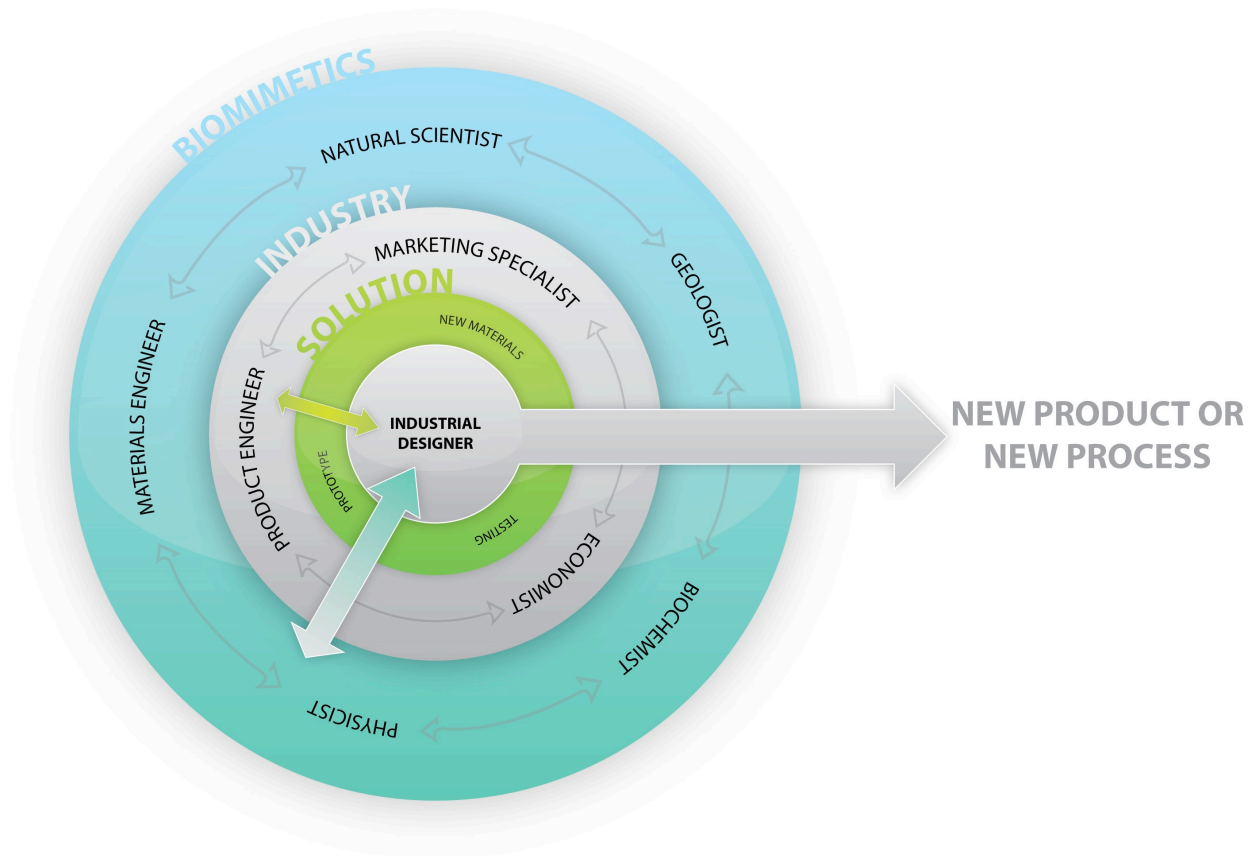 BIOMIMETICS
NATURAL SCIENTIST
GEOLOGIST
BIOCHEMIST
PHYSICIST
MATERIALS ENGINEER
INDUSTRY
MARKETING SPECIALIST
ECONOMIST
PRODUCT ENGINEER
SOLUTION
NEW MATERIALS
TESTING
PROTOTYPE
INDUSTRIAL
DESIGNER
NEW PRODUCT OR
NEW PROCESS